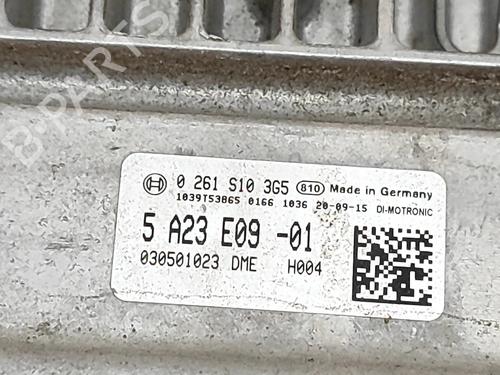 B-PARTS
0 261 S10 3G5 810 Made in Germany
1039T53865 0166 1036 20-09-15 DI-MOTRONIC
5 A23 E09 -01
030501023 DME H004